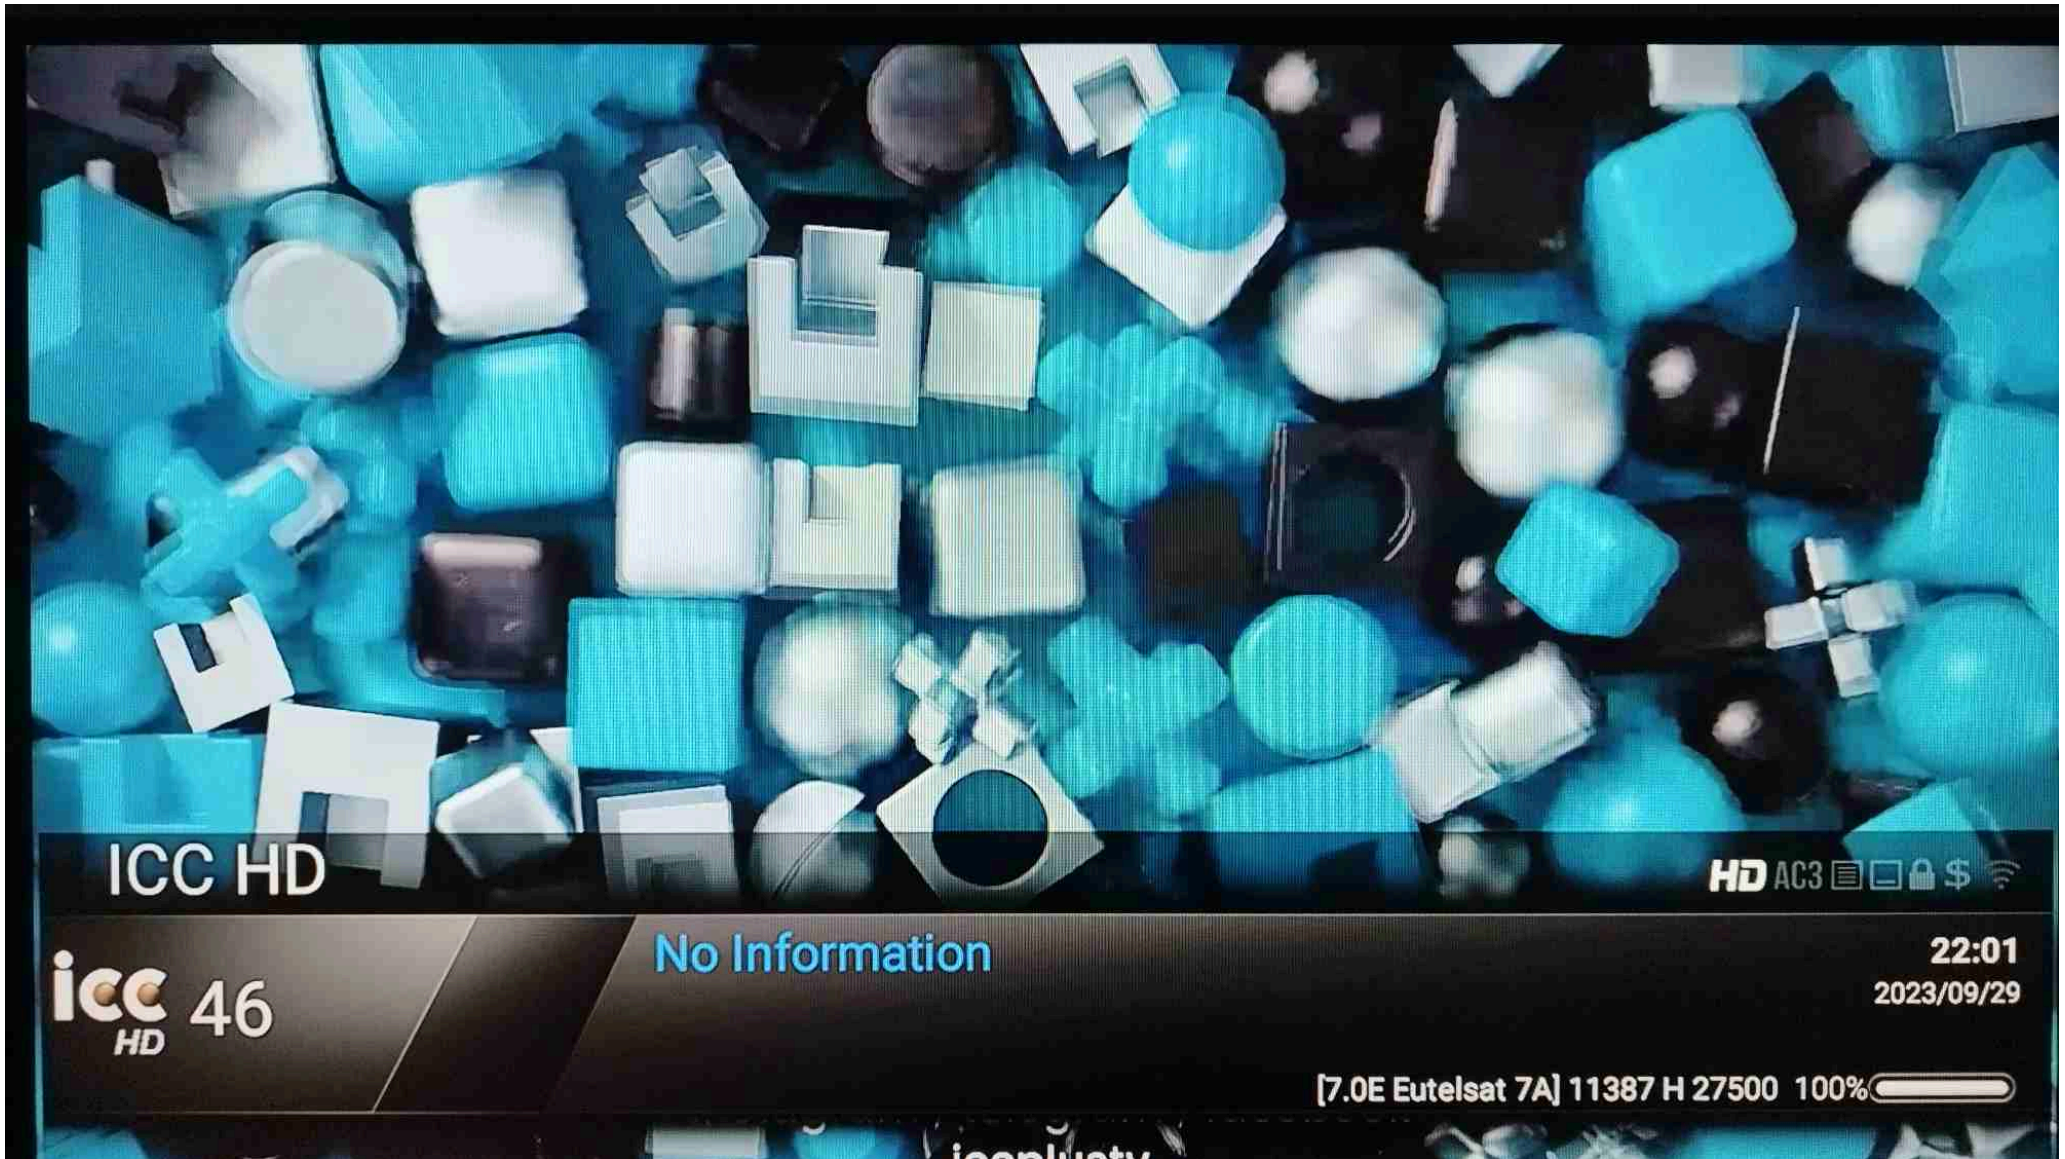 ICC HD
HD AC3 $
No Information
22:01
2023/09/29
icc HD 46
[7.0E Eutelsat 7A] 11387 H 27500 100%
iccplustv